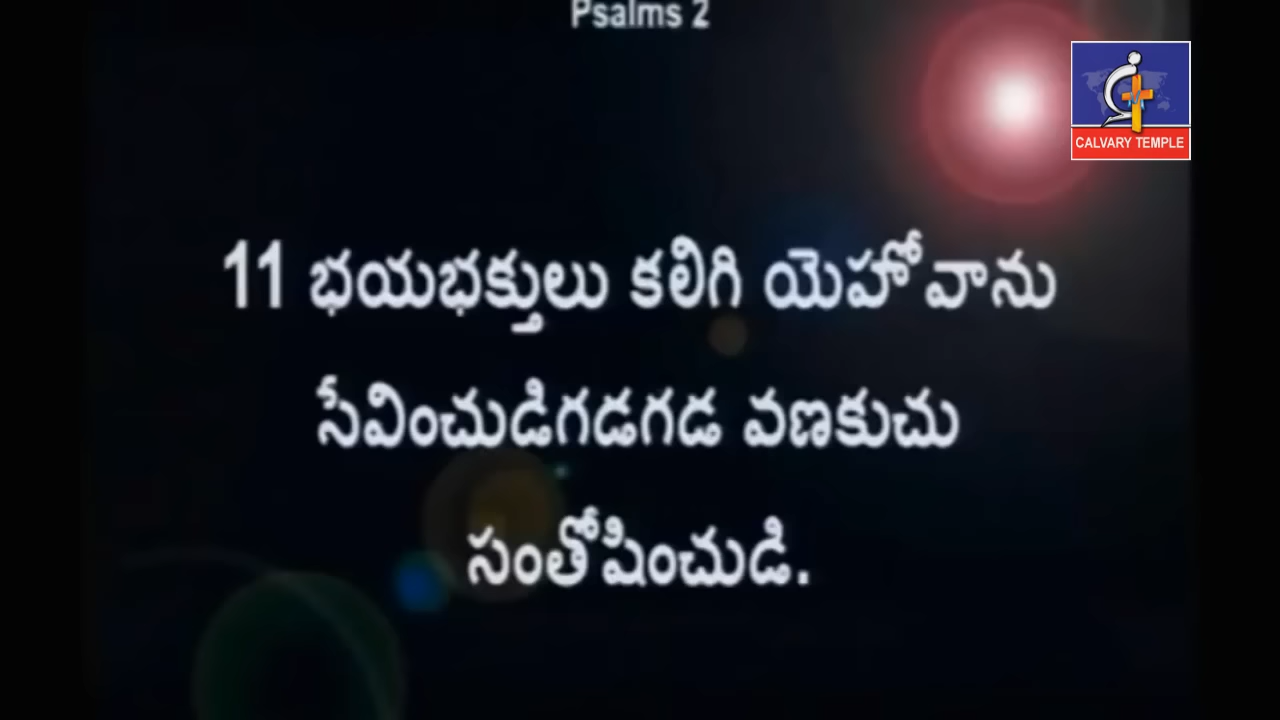 Psalms 2
CALVARY TEMPLE
11 భయభక్తులు కలిగి యెహోవాను
సేవించుడిగడగడ వణకుచు
సంతోషించుడి.